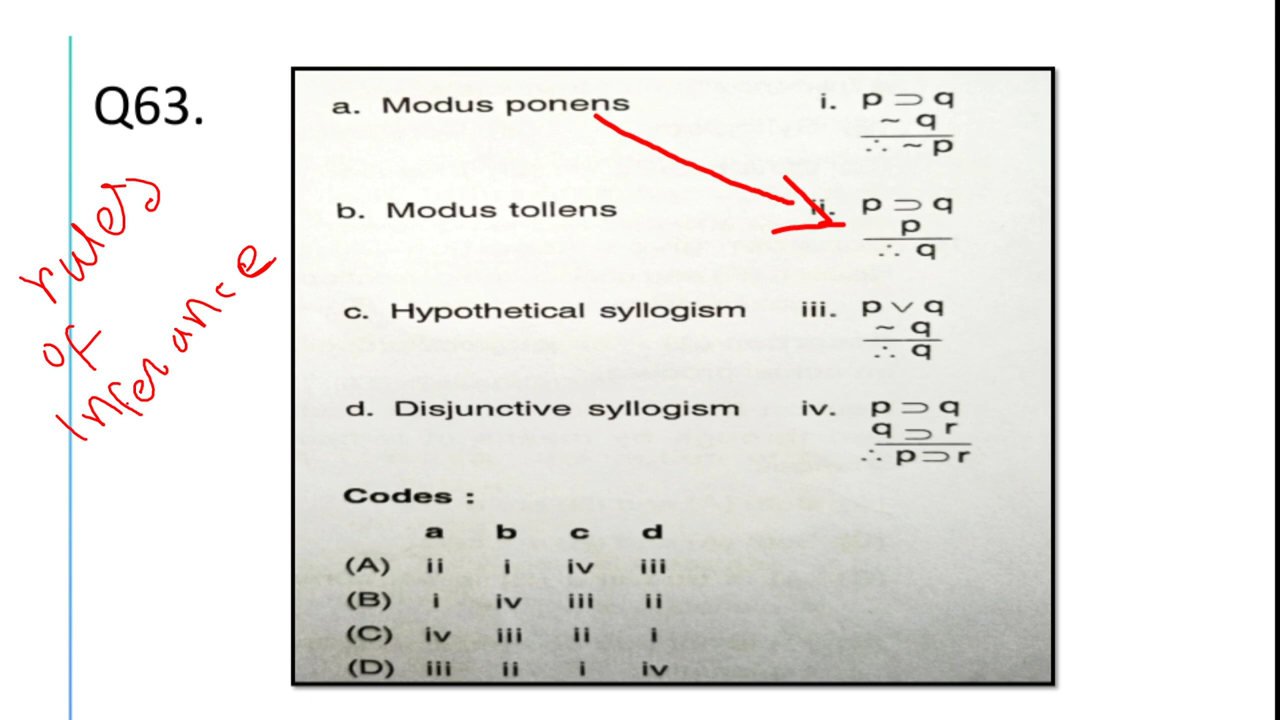 Q63.
rules
of
Inferance
a. Modus ponens
i. p ⊃ q
~ q
∴ ~ p
b. Modus tollens
ii. p ⊃ q
p
∴ q
c. Hypothetical syllogism
iii. p ∨ q
~ q
∴ q
d. Disjunctive syllogism
iv. p ⊃ q
q ⊃ r
∴ p ⊃ r
Codes :
a b c d
(A) ii i iv iii
(B) i iv iii ii
(C) iv iii ii i
(D) iii ii i iv